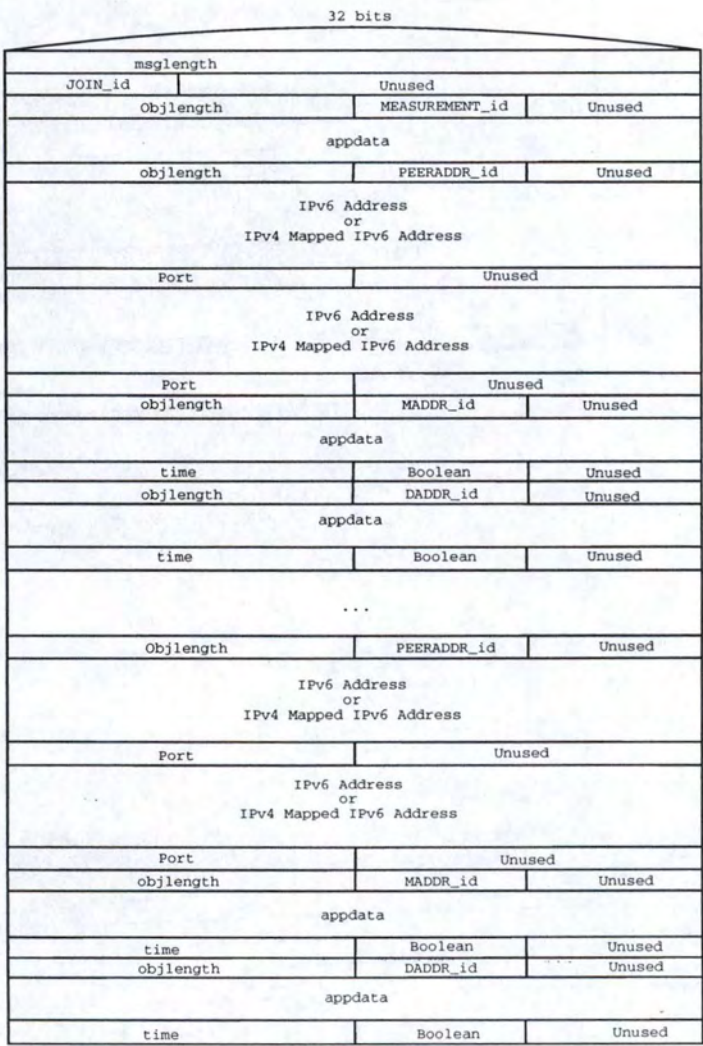 32 bits
msglength
JOIN_id Unused
Objlength MEASUREMENT_id Unused
appdata
objlength PEERADDR_id Unused
IPv6 Address
or
IPv4 Mapped IPv6 Address
Port Unused
IPv6 Address
or
IPv4 Mapped IPv6 Address
Port Unused
objlength MADDR_id Unused
appdata
time Boolean Unused
objlength DADDR_id Unused
appdata
time Boolean Unused
...
Objlength PEERADDR_id Unused
IPv6 Address
or
IPv4 Mapped IPv6 Address
Port Unused
IPv6 Address
or
IPv4 Mapped IPv6 Address
Port Unused
objlength MADDR_id Unused
appdata
time Boolean Unused
objlength DADDR_id Unused
appdata
time Boolean Unused